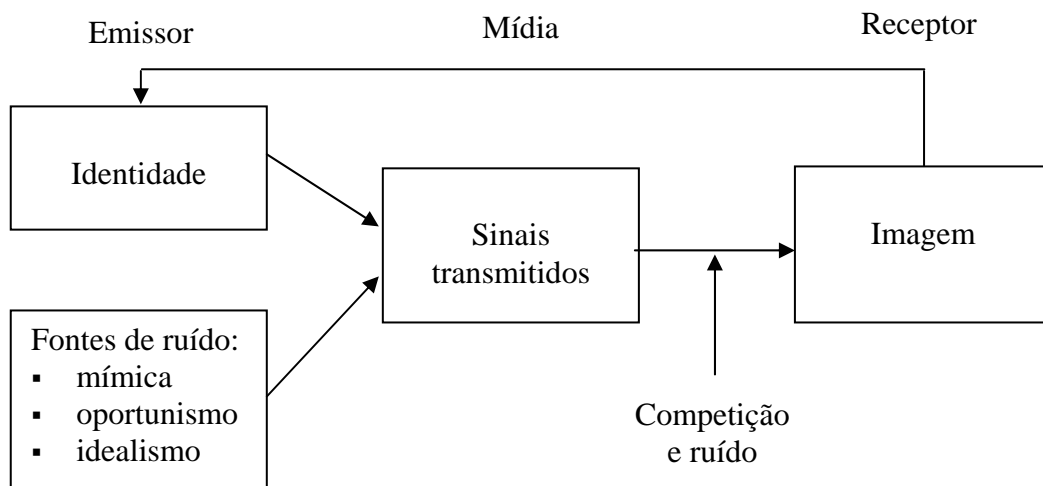 Emissor
Mídia
Receptor
Identidade
Sinais
transmitidos
Imagem
Fontes de ruído:
▪ mímica
▪ oportunismo
▪ idealismo
Competição
e ruído